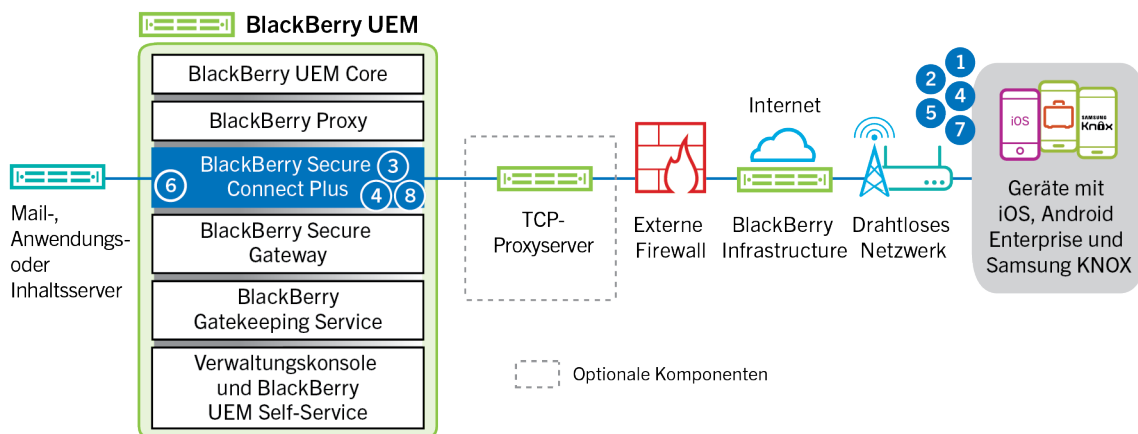 BlackBerry UEM
BlackBerry UEM Core
BlackBerry Proxy
BlackBerry Secure
Connect Plus
3
4
8
6
BlackBerry Secure
Gateway
BlackBerry
Gatekeeping Service
Verwaltungskonsole
und BlackBerry
UEM Self-Service
Mail-,
Anwendungs-
oder
Inhaltsserver
TCP-
Proxyserver
Externe
Firewall
Internet
BlackBerry
Infrastructure
Drahtloses
Netzwerk
1
2
4
5
7
iOS
SAMSUNG
Knox
Geräte mit
iOS, Android
Enterprise und
Samsung KNOX
Optionale Komponenten